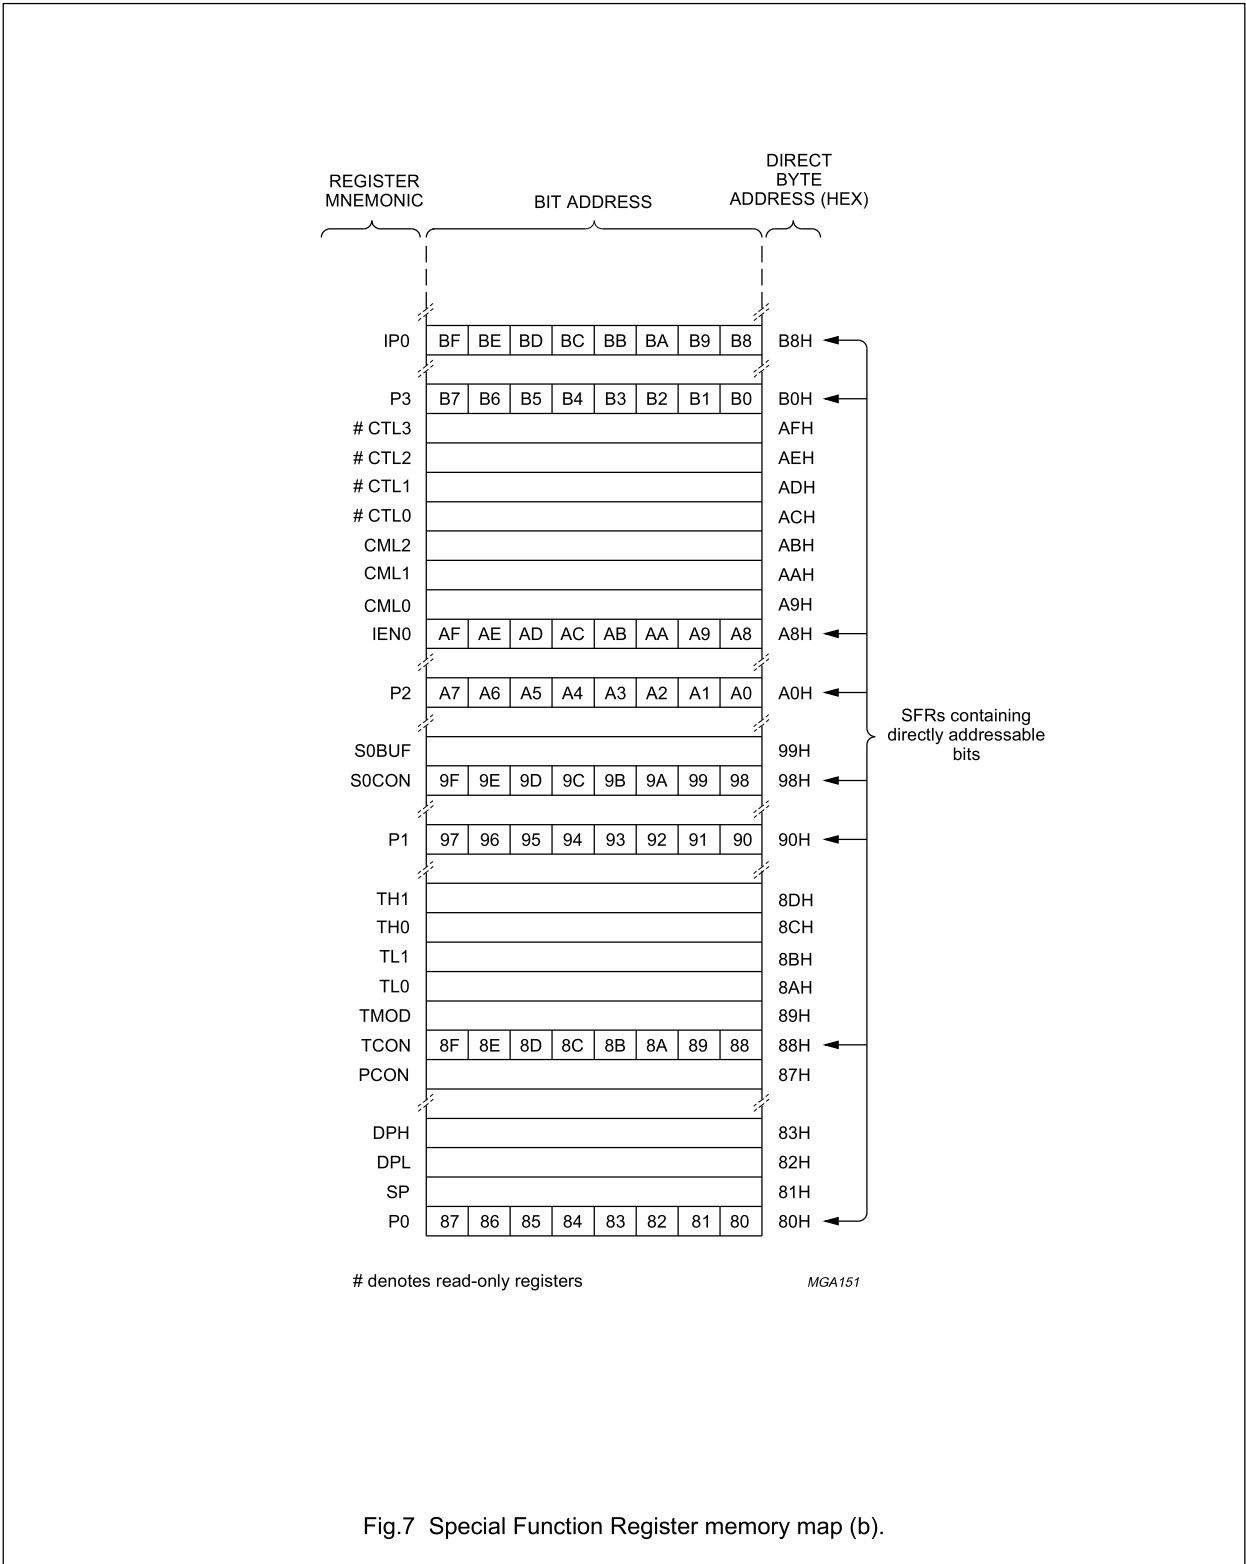 REGISTER
MNEMONIC
BIT ADDRESS
DIRECT
BYTE
ADDRESS (HEX)
IP0 BF BE BD BC BB BA B9 B8 B8H
P3 B7 B6 B5 B4 B3 B2 B1 B0 B0H
# CTL3 AFH
# CTL2 AEH
# CTL1 ADH
# CTL0 ACH
CML2 ABH
CML1 AAH
CML0 A9H
IEN0 AF AE AD AC AB AA A9 A8 A8H
P2 A7 A6 A5 A4 A3 A2 A1 A0 A0H
SFRs containing
directly addressable
bits
S0BUF 99H
S0CON 9F 9E 9D 9C 9B 9A 99 98 98H
P1 97 96 95 94 93 92 91 90 90H
TH1 8DH
TH0 8CH
TL1 8BH
TL0 8AH
TMOD 89H
TCON 8F 8E 8D 8C 8B 8A 89 88 88H
PCON 87H
DPH 83H
DPL 82H
SP 81H
P0 87 86 85 84 83 82 81 80 80H
# denotes read-only registers
MGA151
Fig.7 Special Function Register memory map (b).